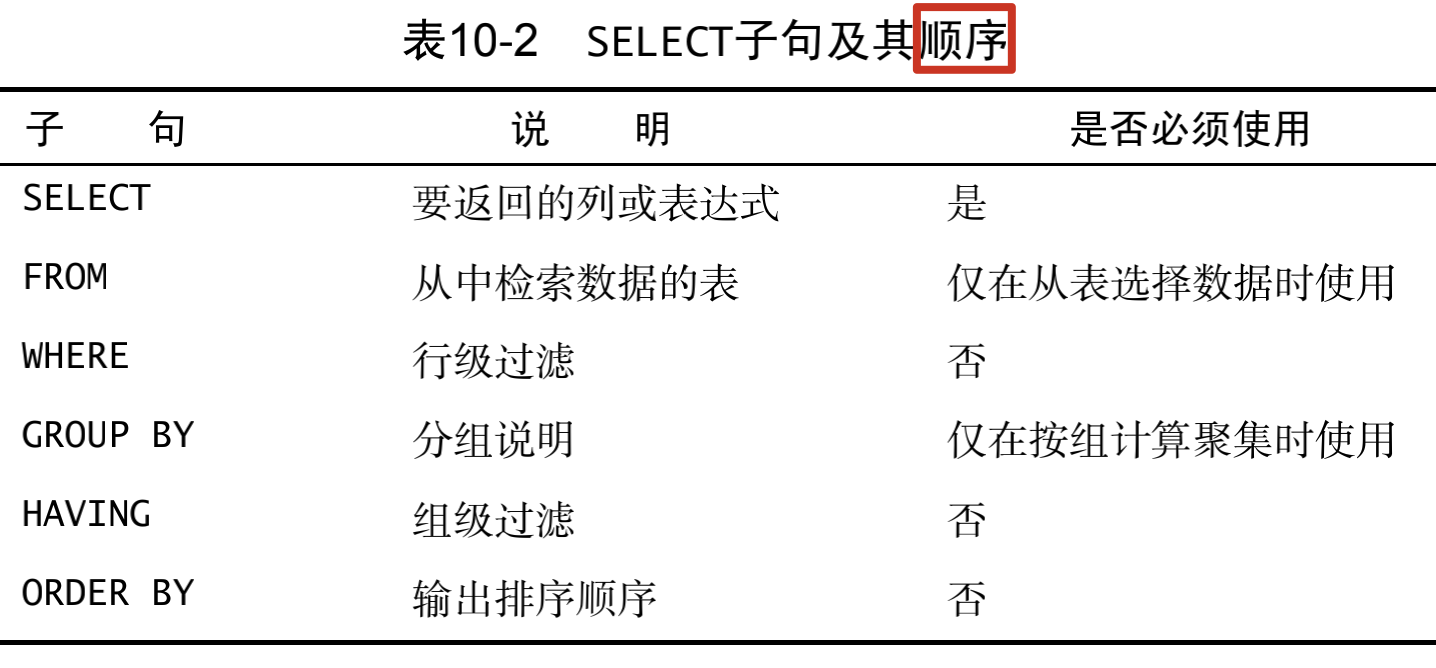 表10-2 SELECT子句及其顺序
子 句 说 明 是否必须使用
SELECT 要返回的列或表达式 是
FROM 从中检索数据的表 仅在从表选择数据时使用
WHERE 行级过滤 否
GROUP BY 分组说明 仅在按组计算聚集时使用
HAVING 组级过滤 否
ORDER BY 输出排序顺序 否